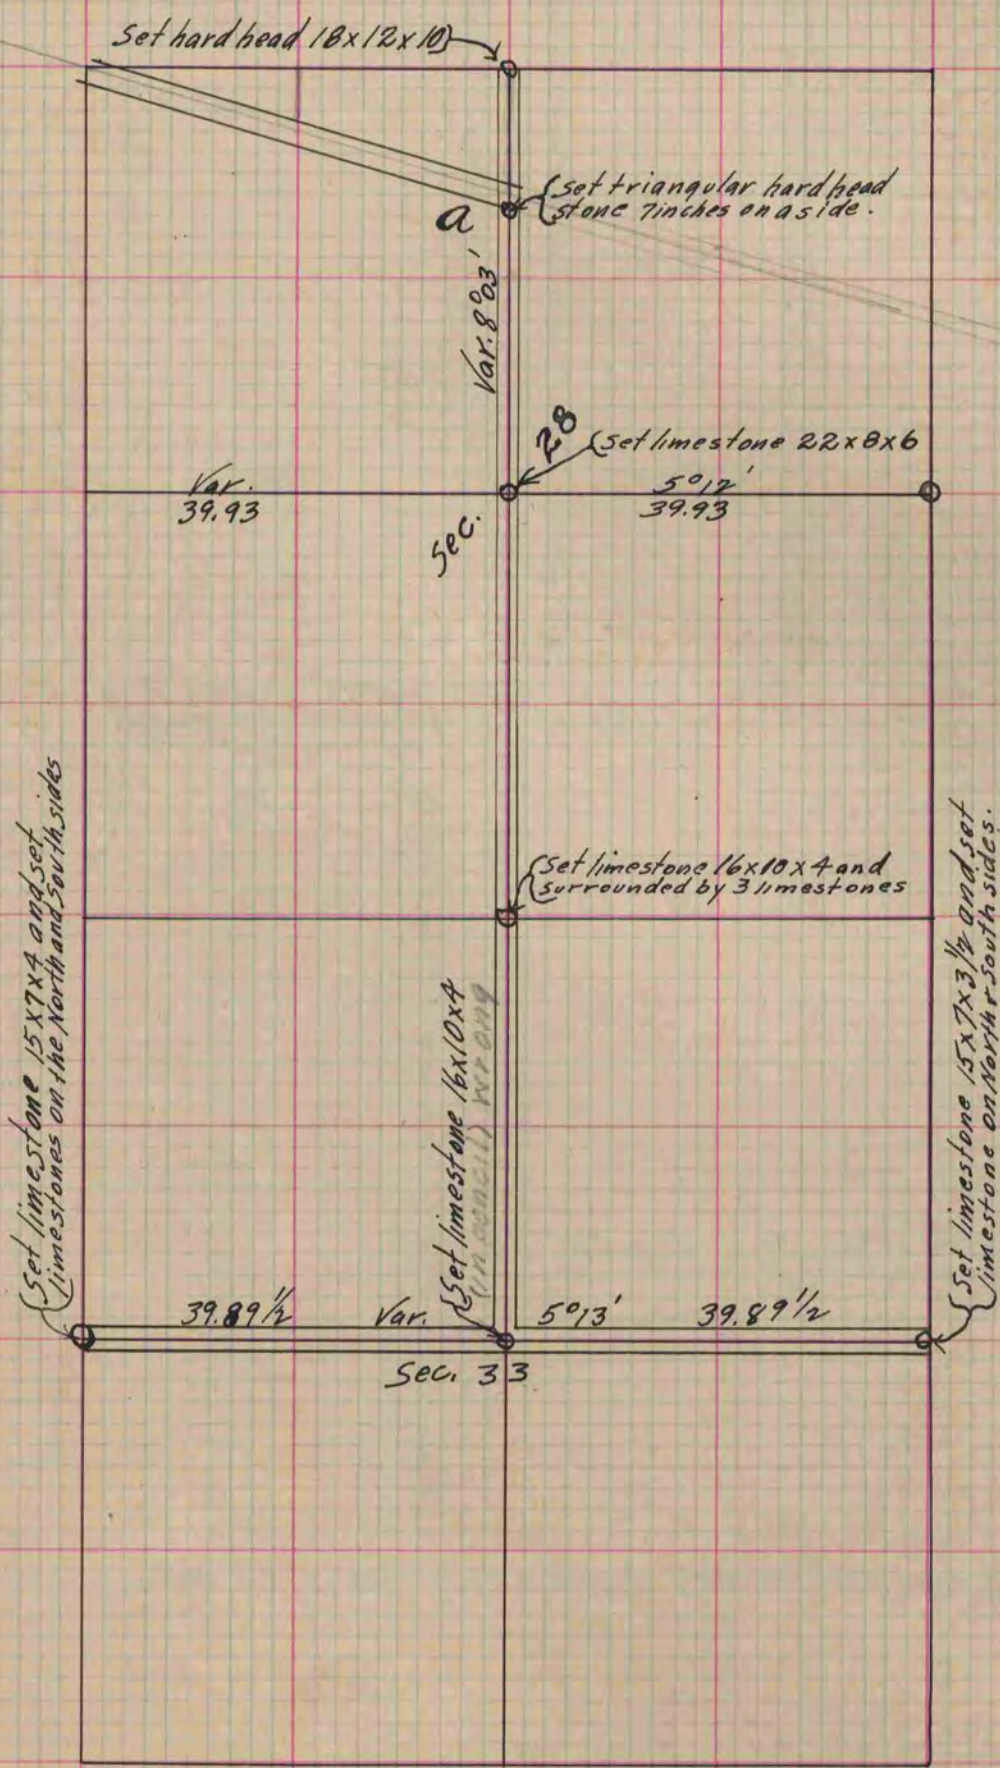 Set hard head 18x12x10
Set triangular hard head
stone 7inches on a side.
a
Var. 8°03'
28
Set limestone 22x8x6
Var.
39.93
5°12'
39.93
Sec.
Set limestone 16x10x4 and
surrounded by 3 limestones
Set limestone 15x7x4 and set
limestones on the North and South sides
Set limestone 16x10x4
(in pencil) wrong
Set limestone 15x7x3½ and set
limestone on North & South sides.
39.89½
Var.
5°13'
39.89½
Sec. 33